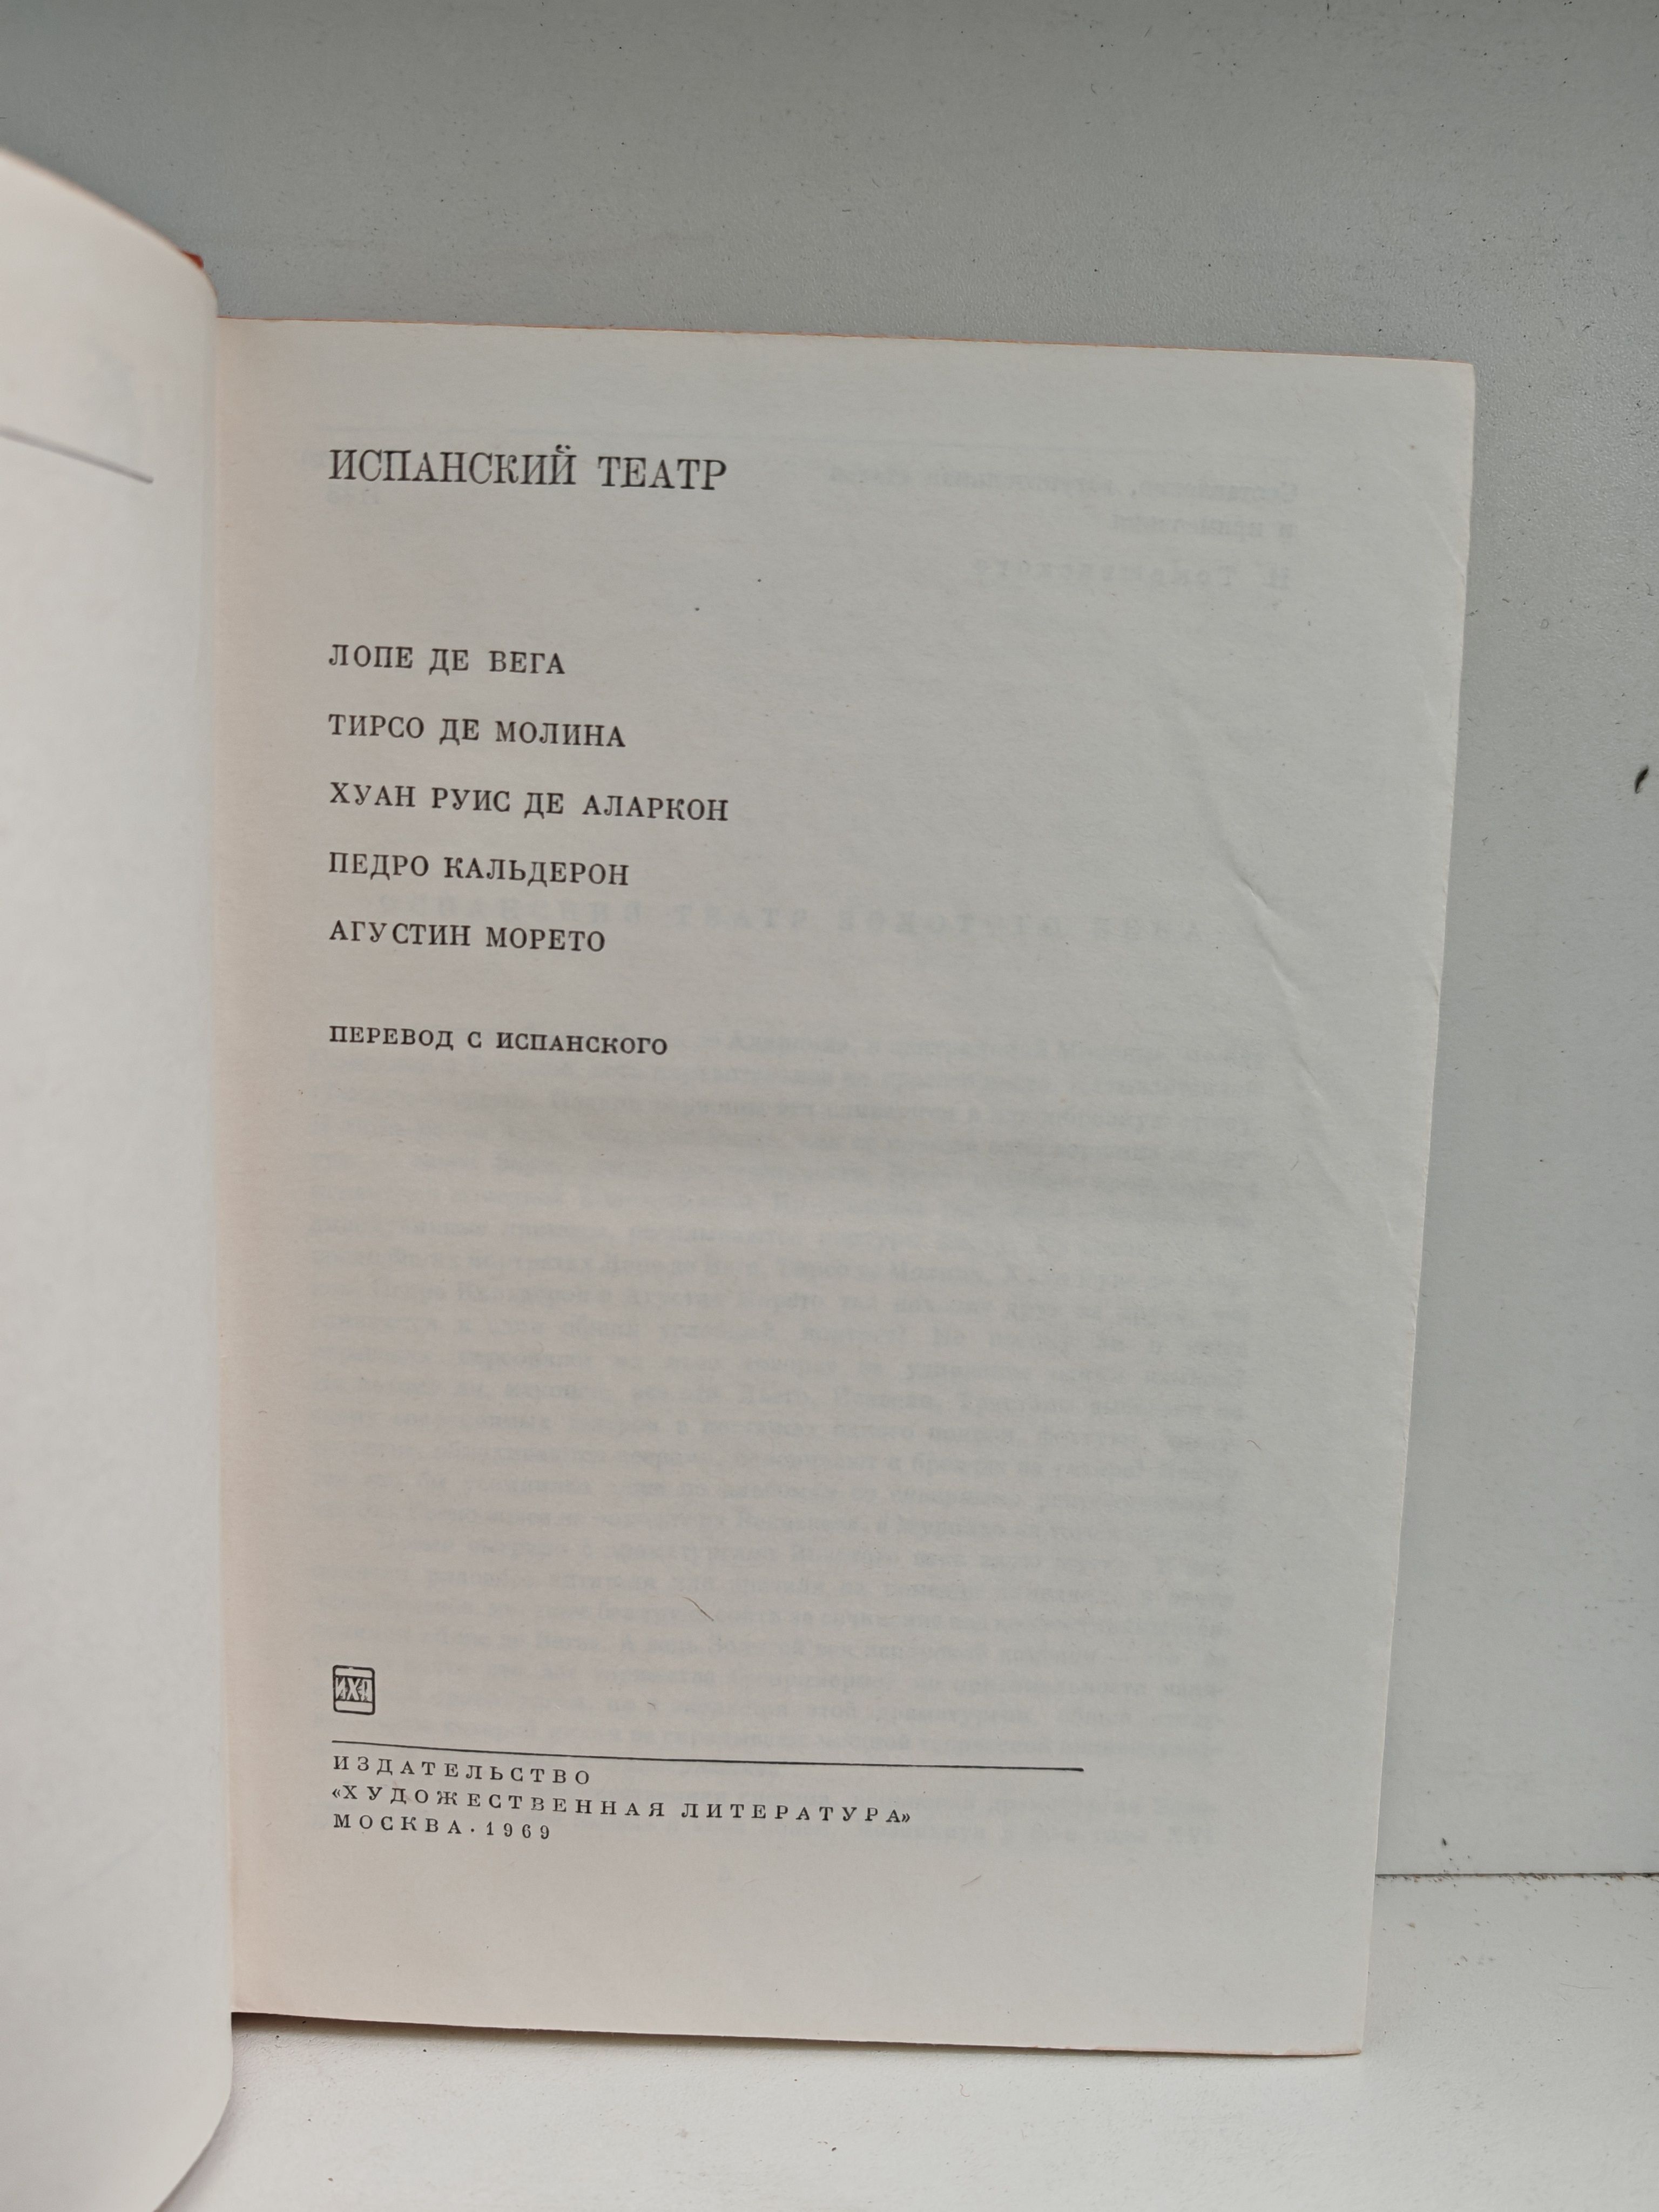 ИСПАНСКИЙ ТЕАТР
ЛОПЕ ДЕ ВЕГА
ТИРСО ДЕ МОЛИНА
ХУАН РУИС ДЕ АЛАРКОН
ПЕДРО КАЛЬДЕРОН
АГУСТИН МОРЕТО
ПЕРЕВОД С ИСПАНСКОГО
ИХЛ
ИЗДАТЕЛЬСТВО
«ХУДОЖЕСТВЕННАЯ ЛИТЕРАТУРА»
МОСКВА · 1969